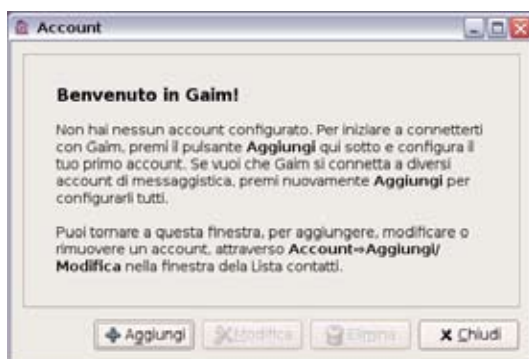 Account
Benvenuto in Gaim!
Non hai nessun account configurato. Per iniziare a connetterti
con Gaim, premi il pulsante Aggiungi qui sotto e configura il
tuo primo account. Se vuoi che Gaim si connetta a diversi
account di messaggistica, premi nuovamente Aggiungi per
configurarli tutti.
Puoi tornare a questa finestra, per aggiungere, modificare o
rimuovere un account, attraverso Account⇒Aggiungi/
Modifica nella finestra dela Lista contatti.
Aggiungi Modifica Elimina Chiudi